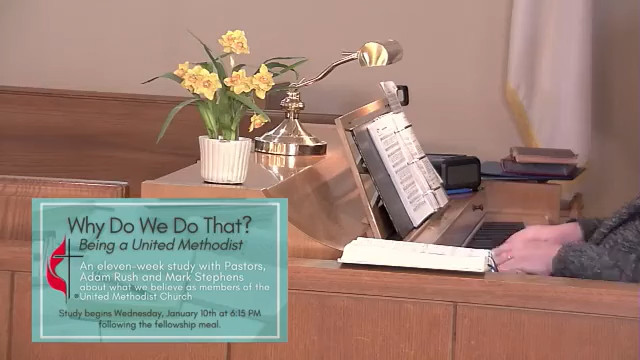 Why Do We Do That?
Being a United Methodist
An eleven-week study with Pastors,
Adam Rush and Mark Stephens
about what we believe as members of the
United Methodist Church
Study begins Wednesday, January 10th at 6:15 PM
following the fellowship meal.